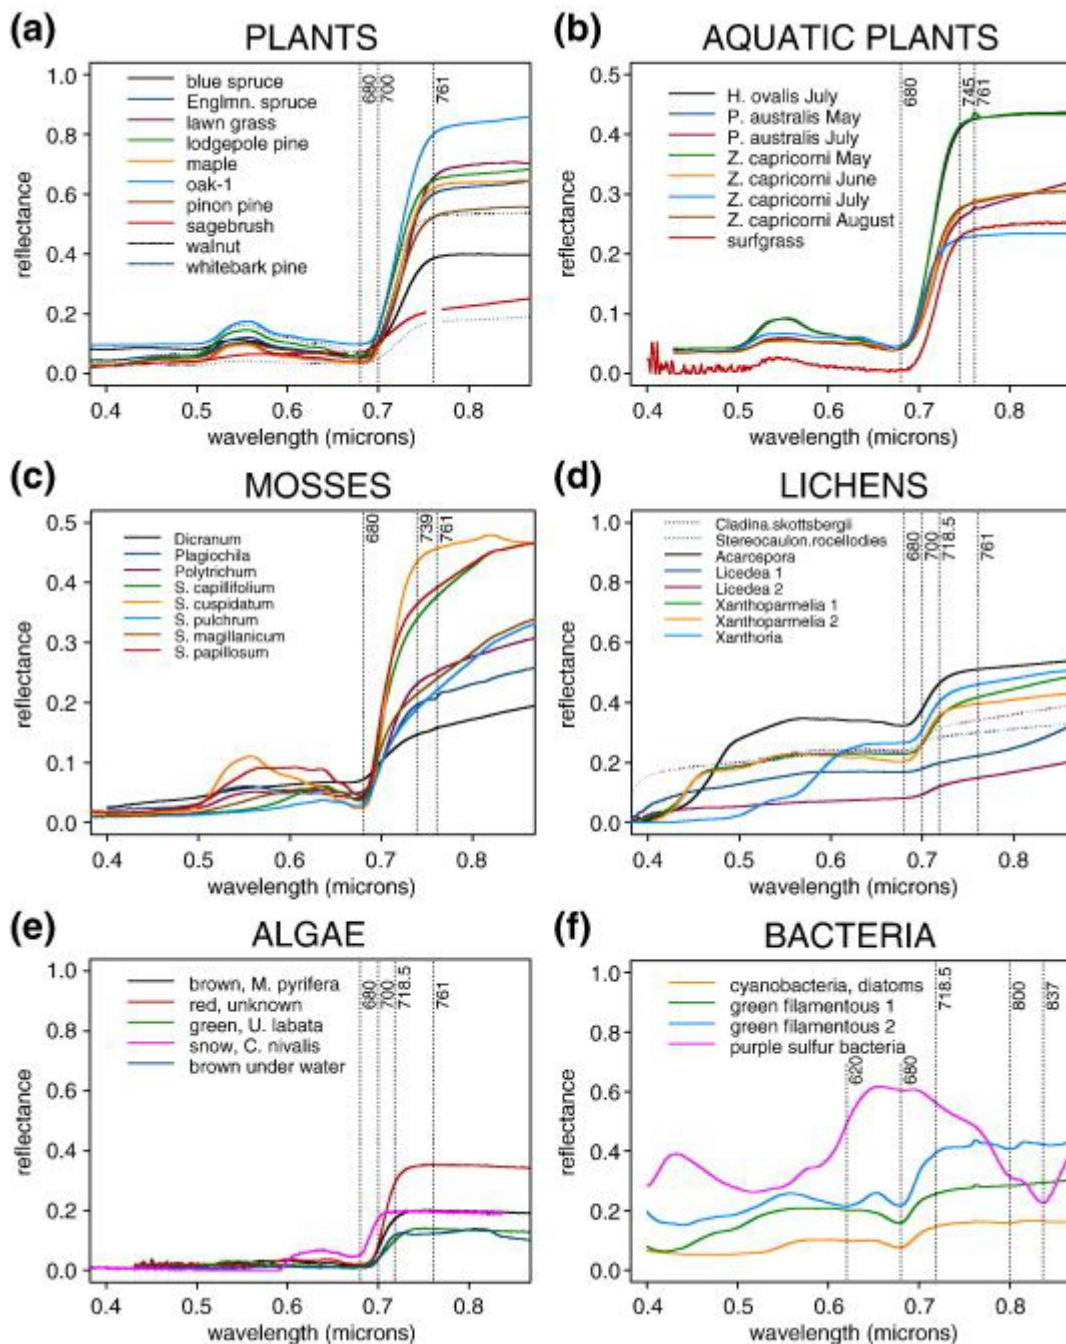 (a) PLANTS
1.0
0.8
0.6
0.4
0.2
0.0
reflectance
blue spruce
Englmn. spruce
lawn grass
lodgepole pine
maple
oak-1
pinon pine
sagebrush
walnut
whitebark pine
680
700
761
0.4 0.5 0.6 0.7 0.8
wavelength (microns)
(b) AQUATIC PLANTS
0.5
0.4
0.3
0.2
0.1
0.0
reflectance
H. ovalis July
P. australis May
P. australis July
Z. capricorni May
Z. capricorni June
Z. capricorni July
Z. capricorni August
surfgrass
680
745
761
0.4 0.5 0.6 0.7 0.8
wavelength (microns)
(c) MOSSES
0.5
0.4
0.3
0.2
0.1
0.0
reflectance
Dicranum
Plagiochila
Polytrichum
S. capillifolium
S. cuspidatum
S. pulchrum
S. magillanicum
S. papillosum
680
739
761
0.4 0.5 0.6 0.7 0.8
wavelength (microns)
(d) LICHENS
1.0
0.8
0.6
0.4
0.2
0.0
reflectance
Cladina.skottsbergii
Stereocaulon.rocellodies
Acarospora
Licedea 1
Licedea 2
Xanthoparmelia 1
Xanthoparmelia 2
Xanthoria
680
700
718.5
761
0.4 0.5 0.6 0.7 0.8
wavelength (microns)
(e) ALGAE
1.0
0.8
0.6
0.4
0.2
0.0
reflectance
brown, M. pyrifera
red, unknown
green, U. labata
snow, C. nivalis
brown under water
680
700
718.5
761
0.4 0.5 0.6 0.7 0.8
wavelength (microns)
(f) BACTERIA
1.0
0.8
0.6
0.4
0.2
0.0
reflectance
cyanobacteria, diatoms
green filamentous 1
green filamentous 2
purple sulfur bacteria
620
680
718.5
800
837
0.4 0.5 0.6 0.7 0.8
wavelength (microns)